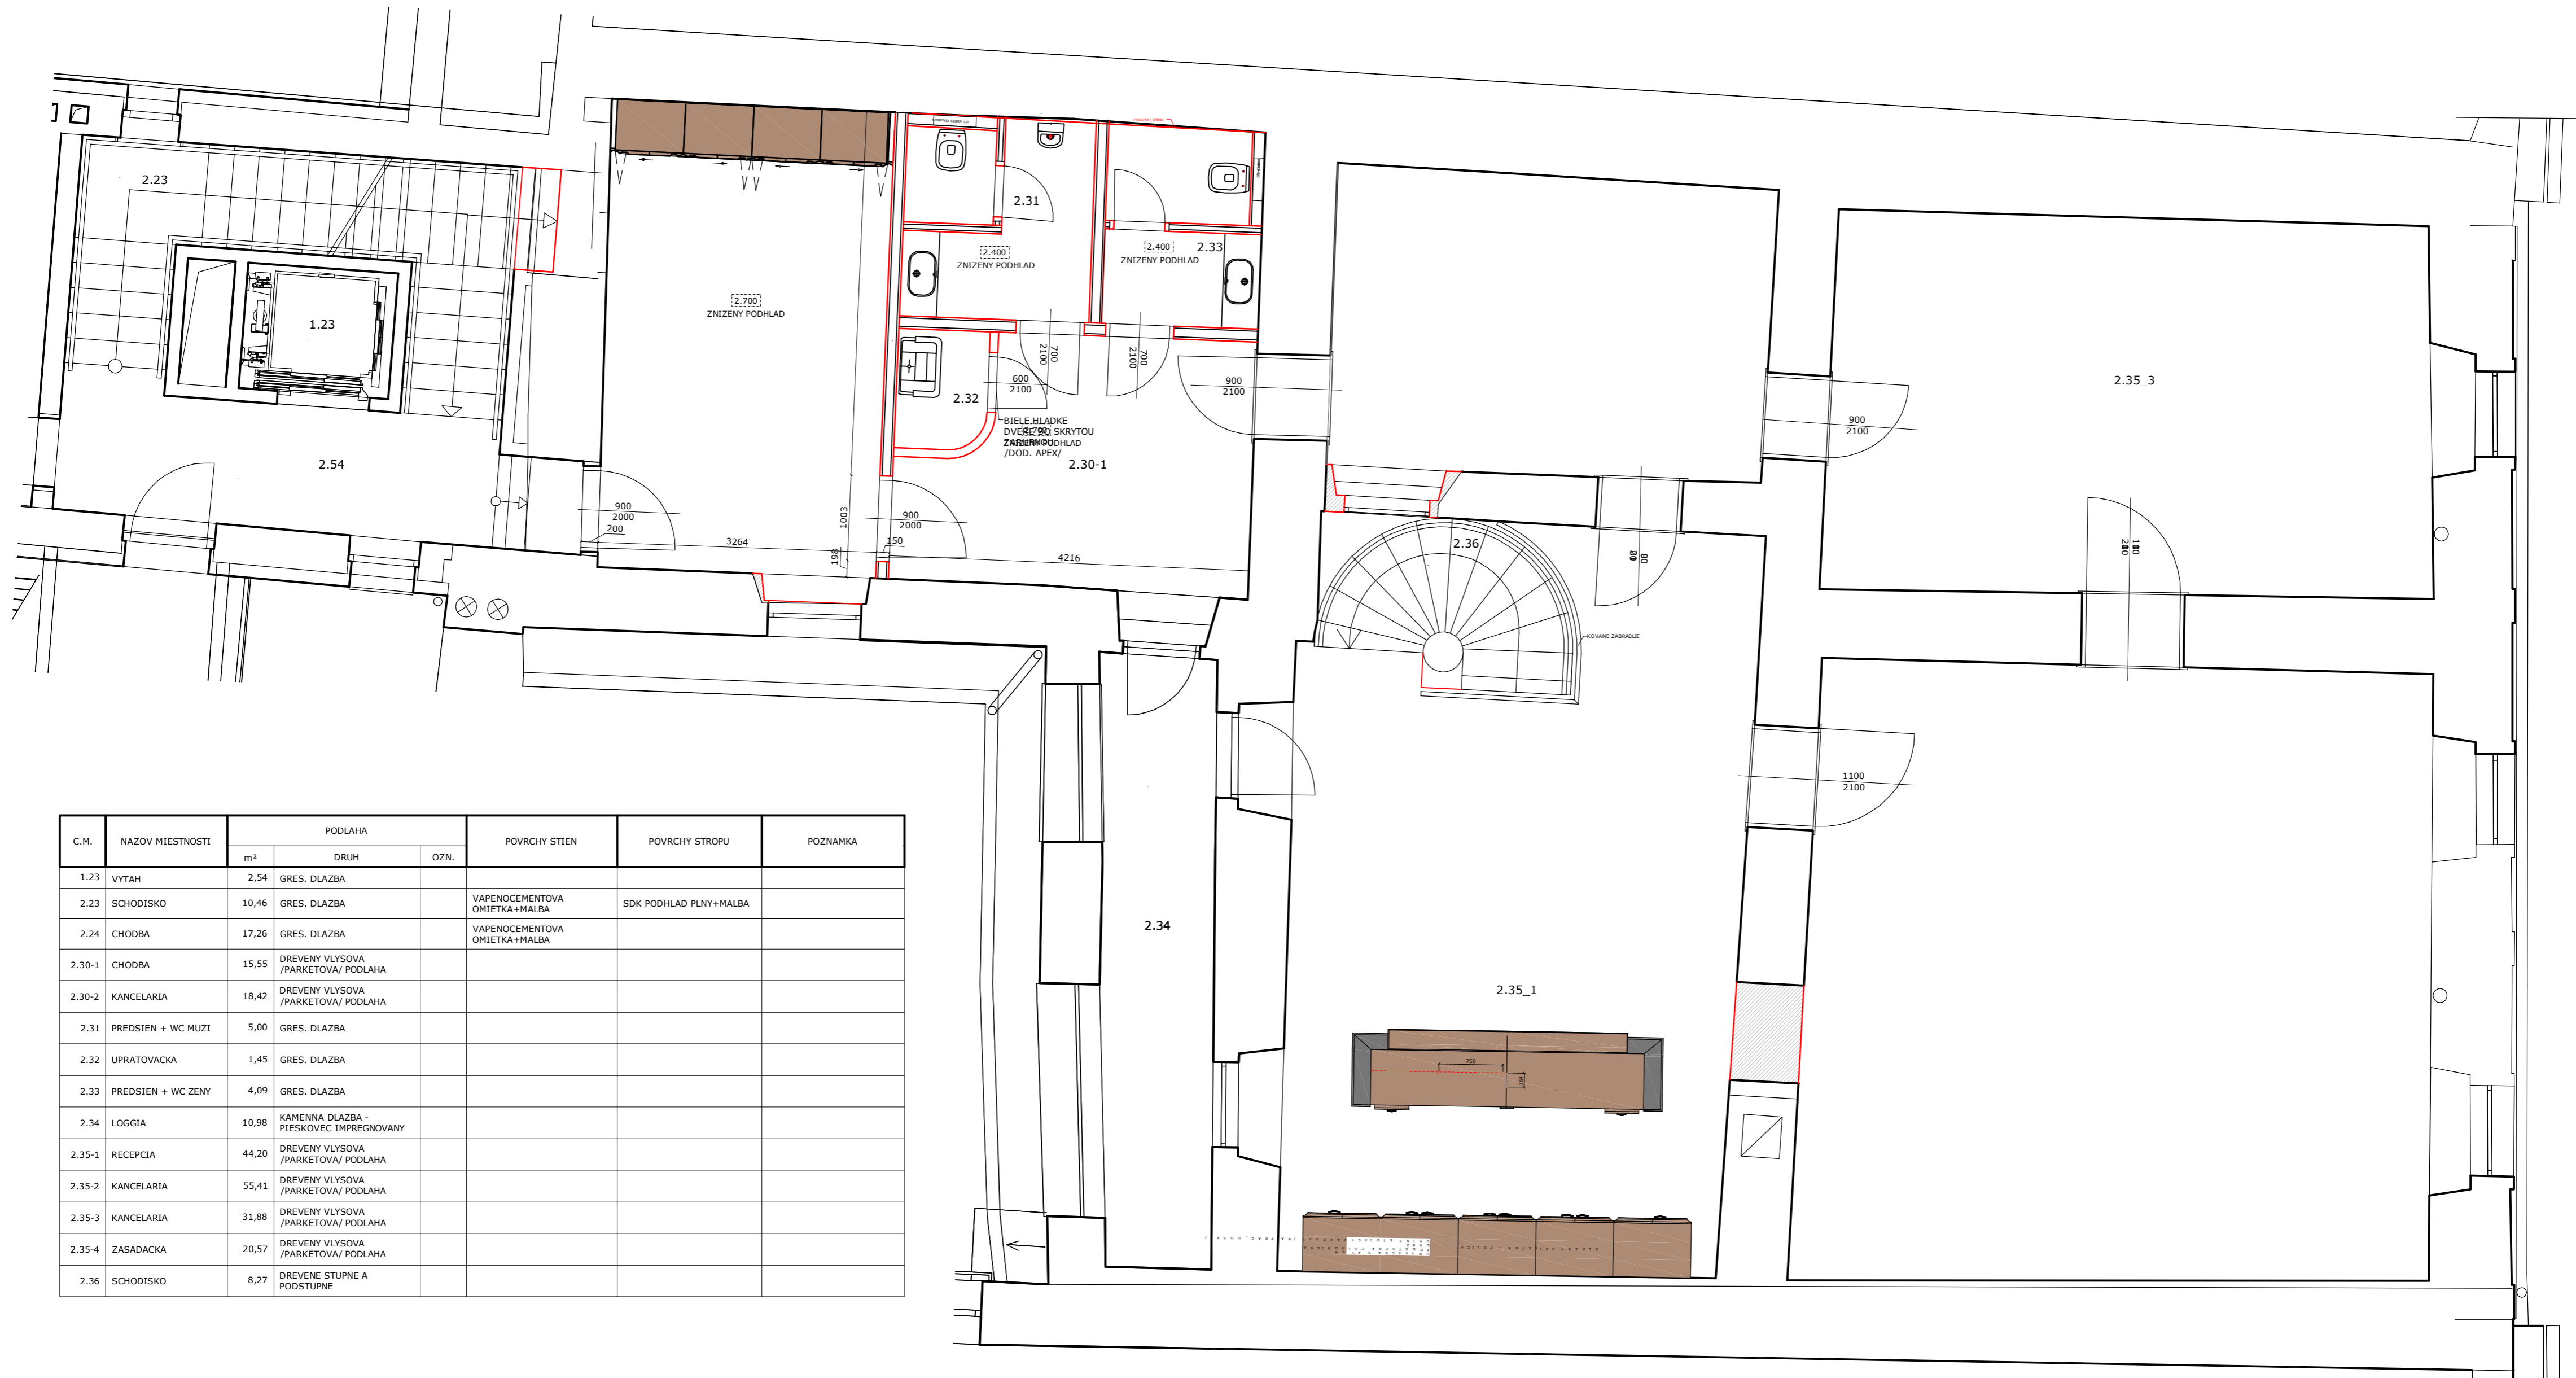 2.23
1.23
2.54
2.700
ZNIZENY PODHLAD
2.31
2.400
ZNIZENY PODHLAD
2.400
2.33
ZNIZENY PODHLAD
700
2100
700
2100
600
2100
2.32
BIELE HLADKE
DVERE SO SKRYTOU
/DOD. APEX/
2.30-1
900
2100
900
2000
200
900
2000
150
3264
1003
198
4216
2.36
KOVANE ZABRADLIE
900
2100
2.35_3
1100
2100
2.34
2.35_1
750
164
C.M.
NAZOV MIESTNOSTI
PODLAHA
POVRCHY STIEN
POVRCHY STROPU
POZNAMKA
m²
DRUH
OZN.
1.23 VYTAH 2,54 GRES. DLAZBA
2.23 SCHODISKO 10,46 GRES. DLAZBA VAPENOCEMENTOVA OMIETKA+MALBA SDK PODHLAD PLNY+MALBA
2.24 CHODBA 17,26 GRES. DLAZBA VAPENOCEMENTOVA OMIETKA+MALBA
2.30-1 CHODBA 15,55 DREVENY VLYSOVA /PARKETOVA/ PODLAHA
2.30-2 KANCELARIA 18,42 DREVENY VLYSOVA /PARKETOVA/ PODLAHA
2.31 PREDSIEN + WC MUZI 5,00 GRES. DLAZBA
2.32 UPRATOVACKA 1,45 GRES. DLAZBA
2.33 PREDSIEN + WC ZENY 4,09 GRES. DLAZBA
2.34 LOGGIA 10,98 KAMENNA DLAZBA - PIESKOVEC IMPREGNOVANY
2.35-1 RECEPCIA 44,20 DREVENY VLYSOVA /PARKETOVA/ PODLAHA
2.35-2 KANCELARIA 55,41 DREVENY VLYSOVA /PARKETOVA/ PODLAHA
2.35-3 KANCELARIA 31,88 DREVENY VLYSOVA /PARKETOVA/ PODLAHA
2.35-4 ZASADACKA 20,57 DREVENY VLYSOVA /PARKETOVA/ PODLAHA
2.36 SCHODISKO 8,27 DREVENE STUPNE A PODSTUPNE